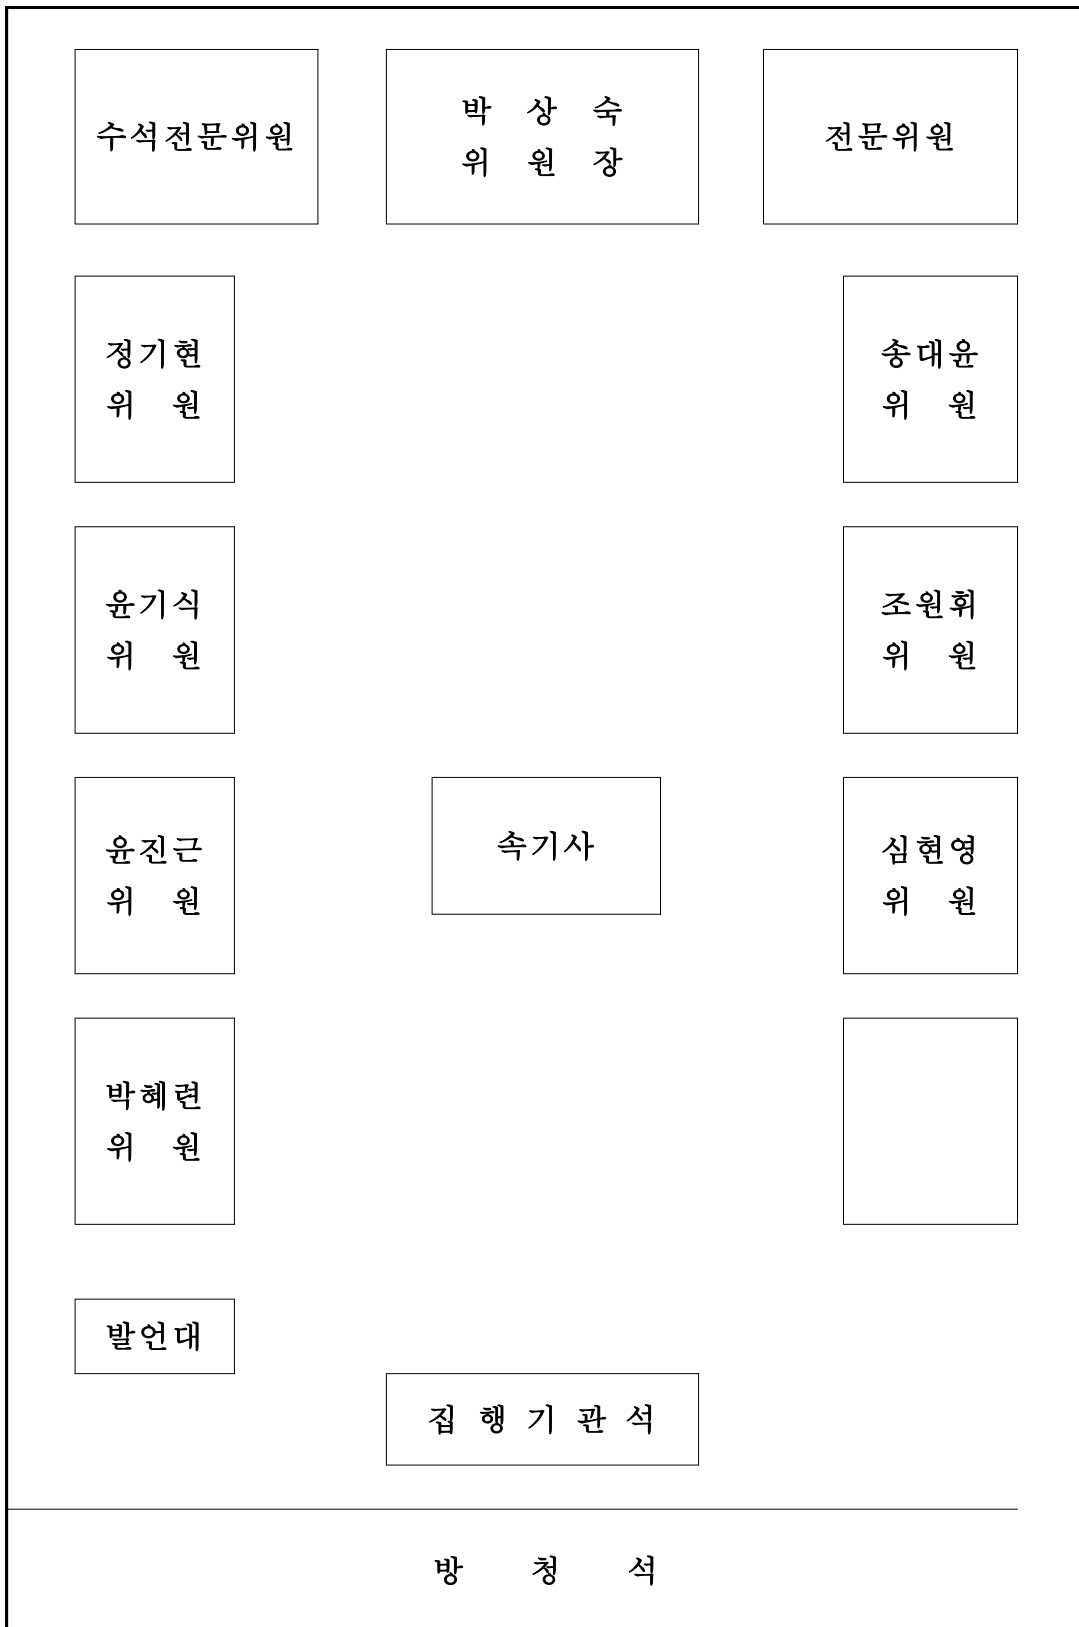 수석전문위원
박 상 숙
위 원 장
전문위원
정기현
위 원
송대윤
위 원
윤기식
위 원
조원휘
위 원
윤진근
위 원
속기사
심현영
위 원
박혜련
위 원
발언대
집 행 기 관 석
방 청 석